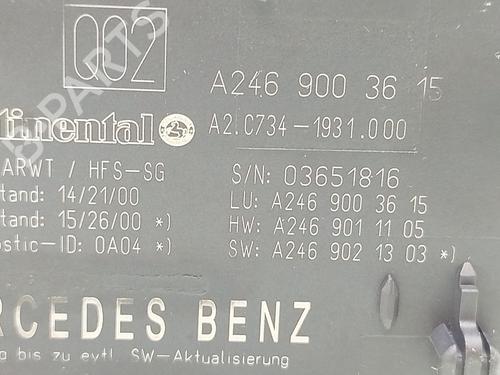 Q02
A246 900 36 15
tinental
A2.C734-1931.000
ARWT / HFS-SG
S/N: 03651816
tand: 14/21/00
LU: A246 900 36 15
tand: 15/26/00 *)
HW: A246 901 11 05
ostic-ID: 0A04 *)
SW: A246 902 13 03 *)
RCEDES BENZ
g bis zu evtl. SW-Aktualisierung